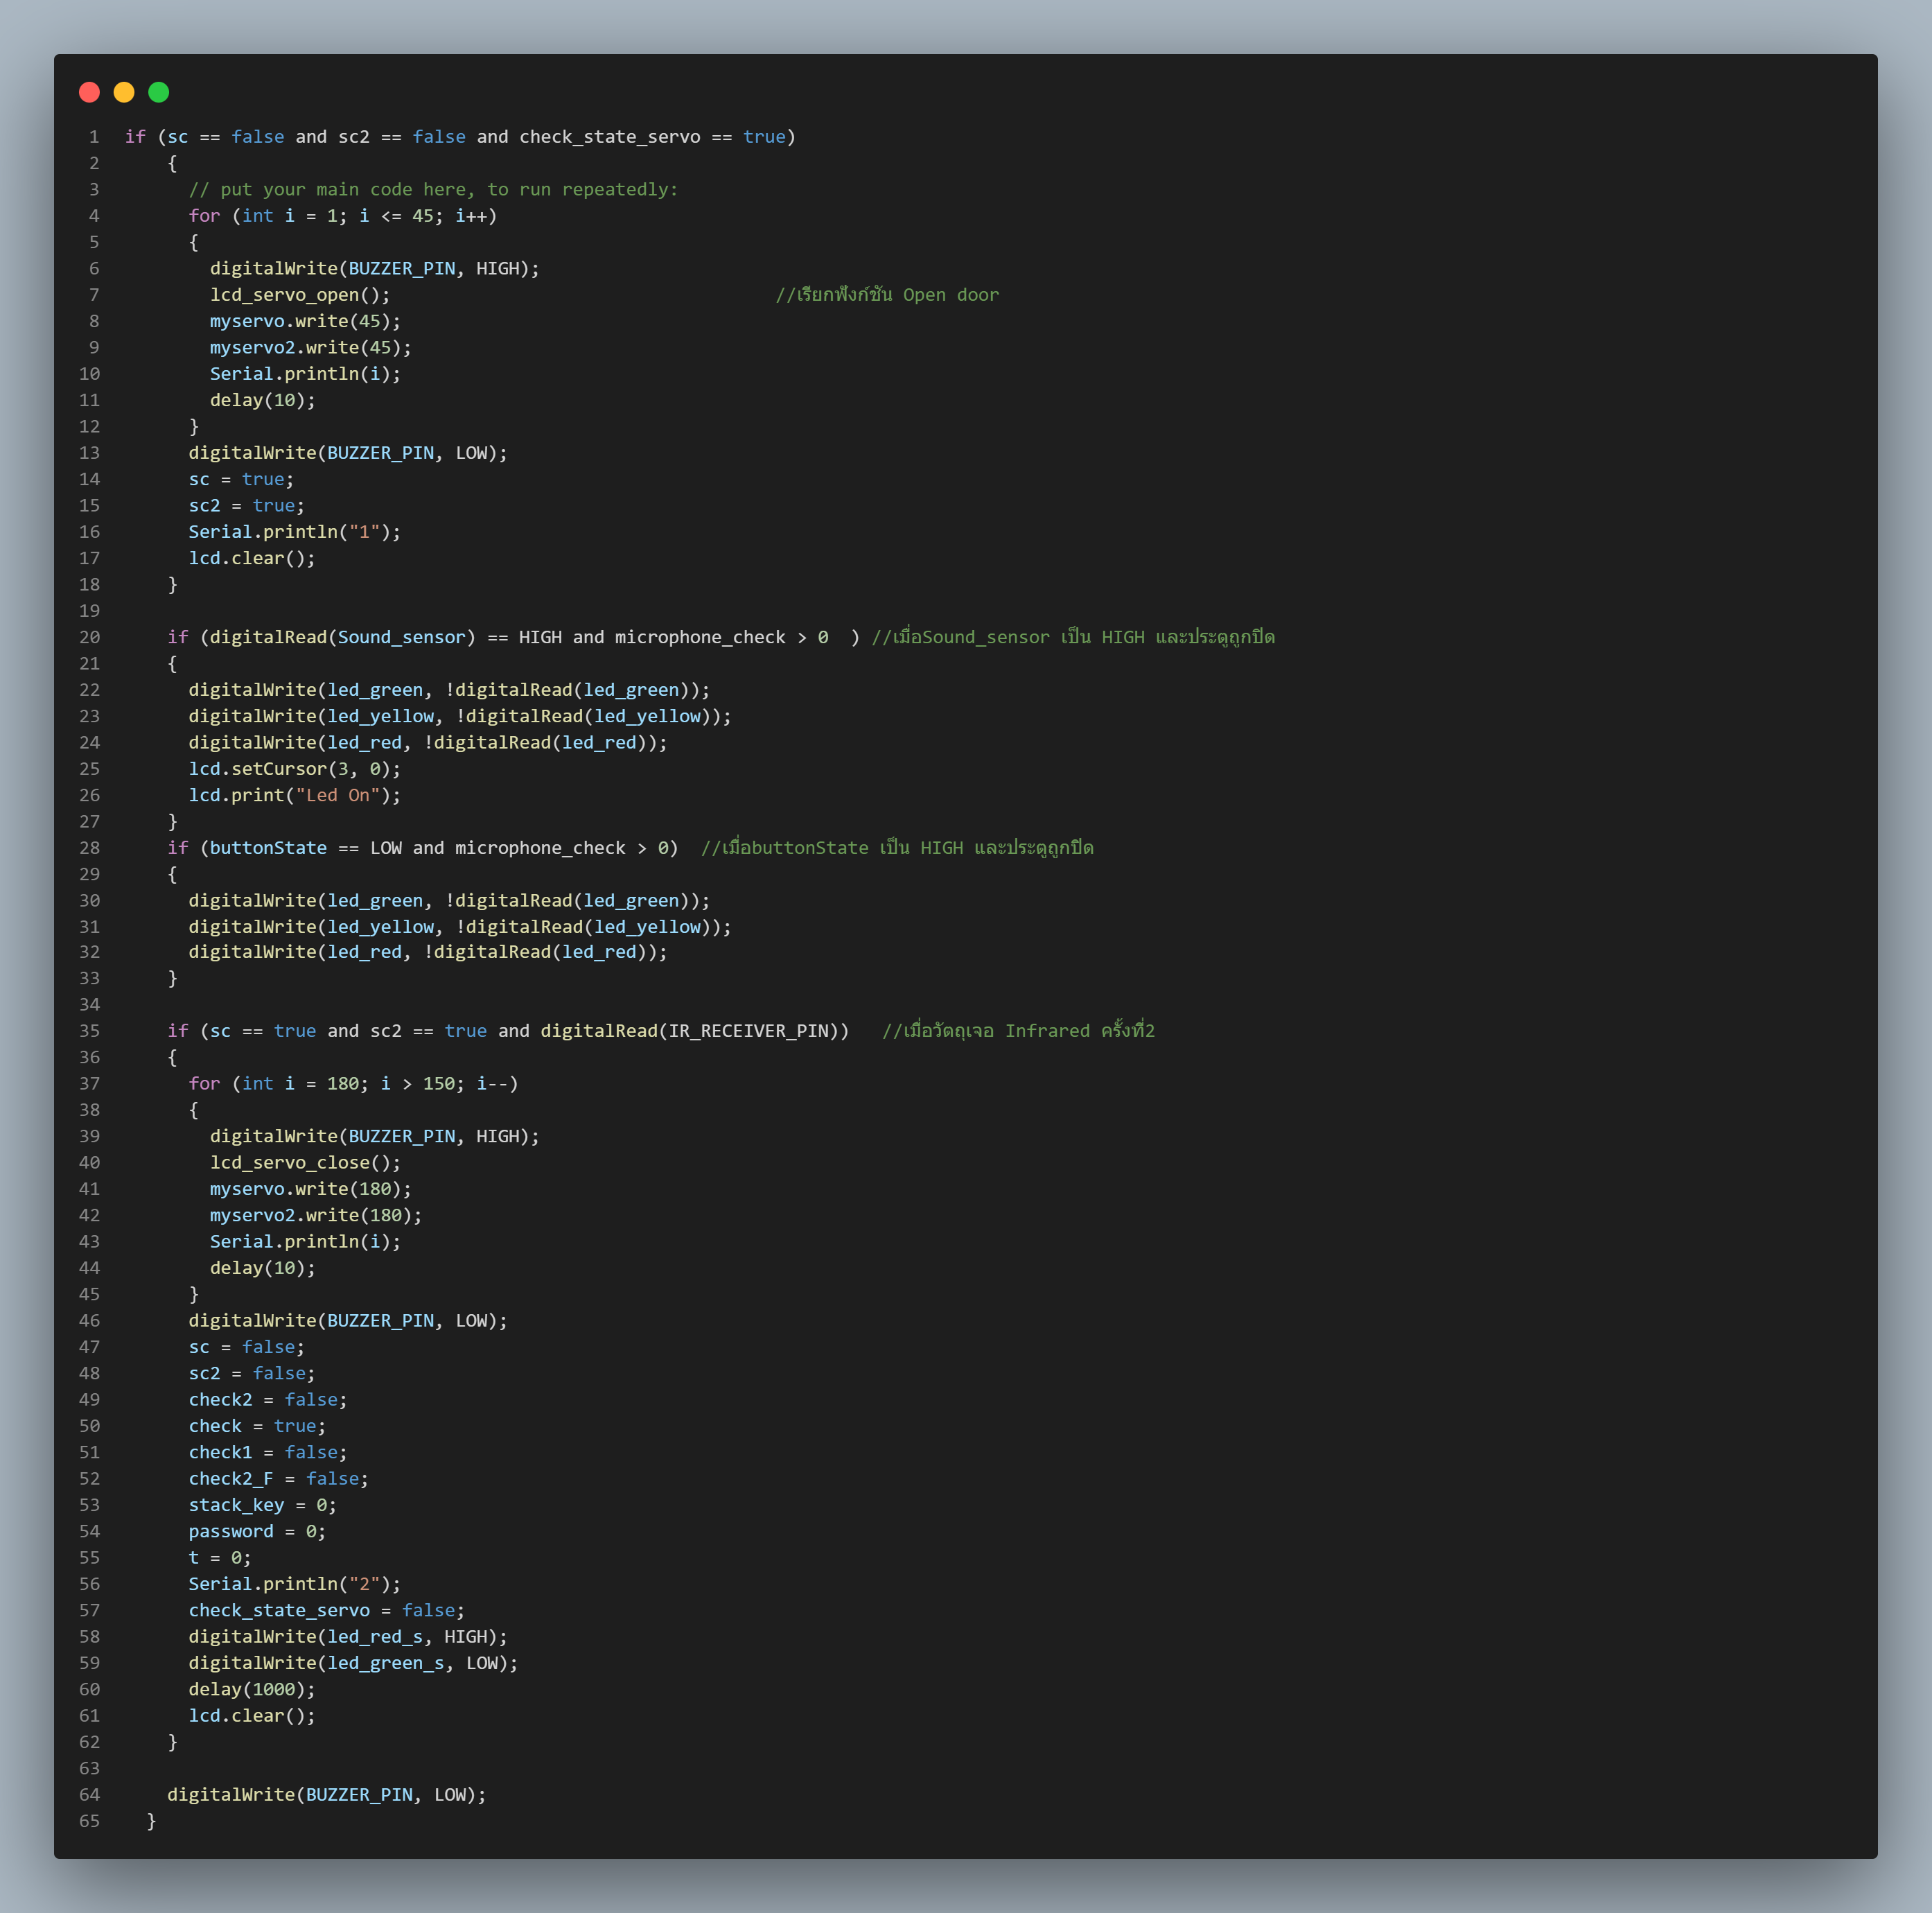 1 if (sc == false and sc2 == false and check_state_servo == true)
2 {
3 // put your main code here, to run repeatedly:
4 for (int i = 1; i <= 45; i++)
5 {
6 digitalWrite(BUZZER_PIN, HIGH);
7 lcd_servo_open(); //เรียกฟังก์ชัน Open door
8 myservo.write(45);
9 myservo2.write(45);
10 Serial.println(i);
11 delay(10);
12 }
13 digitalWrite(BUZZER_PIN, LOW);
14 sc = true;
15 sc2 = true;
16 Serial.println("1");
17 lcd.clear();
18 }
19
20 if (digitalRead(Sound_sensor) == HIGH and microphone_check > 0  ) //เมื่อSound_sensor เป็น HIGH และประตูถูกปิด
21 {
22 digitalWrite(led_green, !digitalRead(led_green));
23 digitalWrite(led_yellow, !digitalRead(led_yellow));
24 digitalWrite(led_red, !digitalRead(led_red));
25 lcd.setCursor(3, 0);
26 lcd.print("Led On");
27 }
28 if (buttonState == LOW and microphone_check > 0)  //เมื่อbuttonState เป็น HIGH และประตูถูกปิด
29 {
30 digitalWrite(led_green, !digitalRead(led_green));
31 digitalWrite(led_yellow, !digitalRead(led_yellow));
32 digitalWrite(led_red, !digitalRead(led_red));
33 }
34
35 if (sc == true and sc2 == true and digitalRead(IR_RECEIVER_PIN))   //เมื่อวัตถุเจอ Infrared ครั้งที่2
36 {
37 for (int i = 180; i > 150; i--)
38 {
39 digitalWrite(BUZZER_PIN, HIGH);
40 lcd_servo_close();
41 myservo.write(180);
42 myservo2.write(180);
43 Serial.println(i);
44 delay(10);
45 }
46 digitalWrite(BUZZER_PIN, LOW);
47 sc = false;
48 sc2 = false;
49 check2 = false;
50 check = true;
51 check1 = false;
52 check2_F = false;
53 stack_key = 0;
54 password = 0;
55 t = 0;
56 Serial.println("2");
57 check_state_servo = false;
58 digitalWrite(led_red_s, HIGH);
59 digitalWrite(led_green_s, LOW);
60 delay(1000);
61 lcd.clear();
62 }
63
64 digitalWrite(BUZZER_PIN, LOW);
65 }